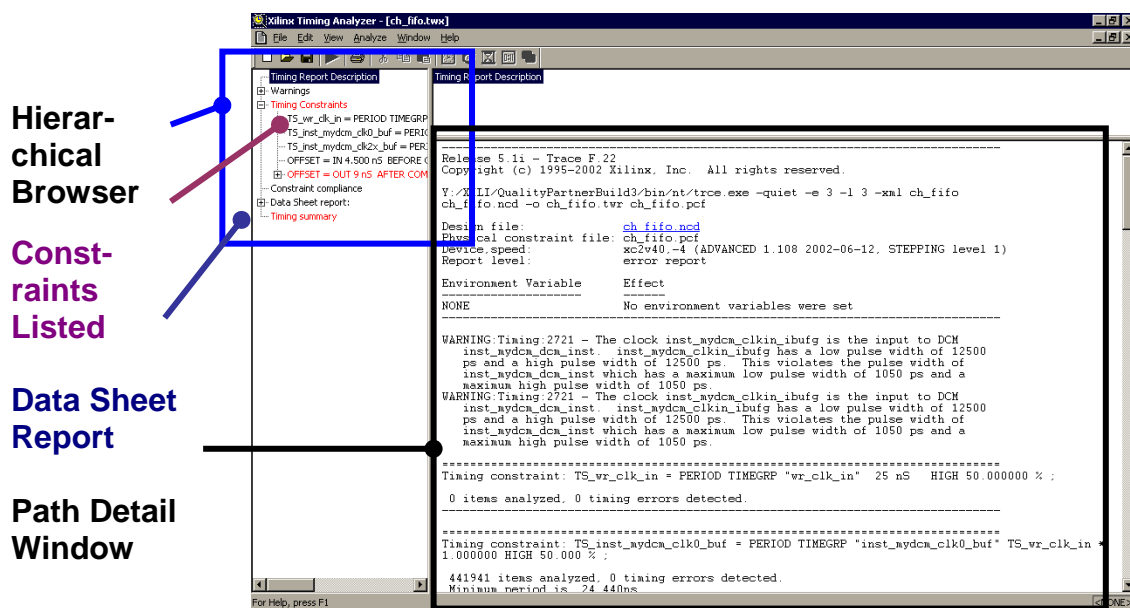 Xilinx Timing Analyzer - [ch_fifo.twx]
File Edit View Analyze Window Help
Hierar-
chical
Browser
Const-
raints
Listed
Data Sheet
Report
Path Detail
Window
Timing Report Description
Warnings
Timing Constraints
TS_wr_clk_in = PERIOD TIMEGRP
TS_inst_mydcm_clk0_buf = PERIO
TS_inst_mydcm_clk2x_buf = PER
OFFSET = IN 4.500 nS BEFORE
OFFSET = OUT 9 nS AFTER COM
Constraint compliance
Data Sheet report:
Timing summary
Timing Report Description
Release 5.1i - Trace F.22
Copyright (c) 1995-2002 Xilinx, Inc. All rights reserved.
Y:/XILI/QualityPartnerBuild3/bin/nt/trce.exe -quiet -e 3 -l 3 -xml ch_fifo
ch_fifo.ncd -o ch_fifo.twr ch_fifo.pcf
Design file: ch_fifo.ncd
Physical constraint file: ch_fifo.pcf
Device,speed: xc2v40,-4 (ADVANCED 1.108 2002-06-12, STEPPING level 1)
Report level: error report
Environment Variable Effect
-------------------- ------
NONE No environment variables were set
WARNING:Timing:2721 - The clock inst_mydcm_clkin_ibufg is the input to DCM
inst_mydcm_dcm_inst. inst_mydcm_clkin_ibufg has a low pulse width of 12500
ps and a high pulse width of 12500 ps. This violates the pulse width of
inst_mydcm_inst which has a maximum low pulse width of 1050 ps and a
maximum high pulse width of 1050 ps.
WARNING:Timing:2721 - The clock inst_mydcm_clkin_ibufg is the input to DCM
inst_mydcm_dcm_inst. inst_mydcm_clkin_ibufg has a low pulse width of 12500
ps and a high pulse width of 12500 ps. This violates the pulse width of
inst_mydcm_inst which has a maximum low pulse width of 1050 ps and a
maximum high pulse width of 1050 ps.
Timing constraint: TS_wr_clk_in = PERIOD TIMEGRP "wr_clk_in" 25 nS HIGH 50.000000 % ;
0 items analyzed, 0 timing errors detected.
Timing constraint: TS_inst_mydcm_clk0_buf = PERIOD TIMEGRP "inst_mydcm_clk0_buf" TS_wr_clk_in *
1.000000 HIGH 50.000 % ;
441941 items analyzed, 0 timing errors detected.
Minimum period is 24.440ns
For Help, press F1
<NONE>